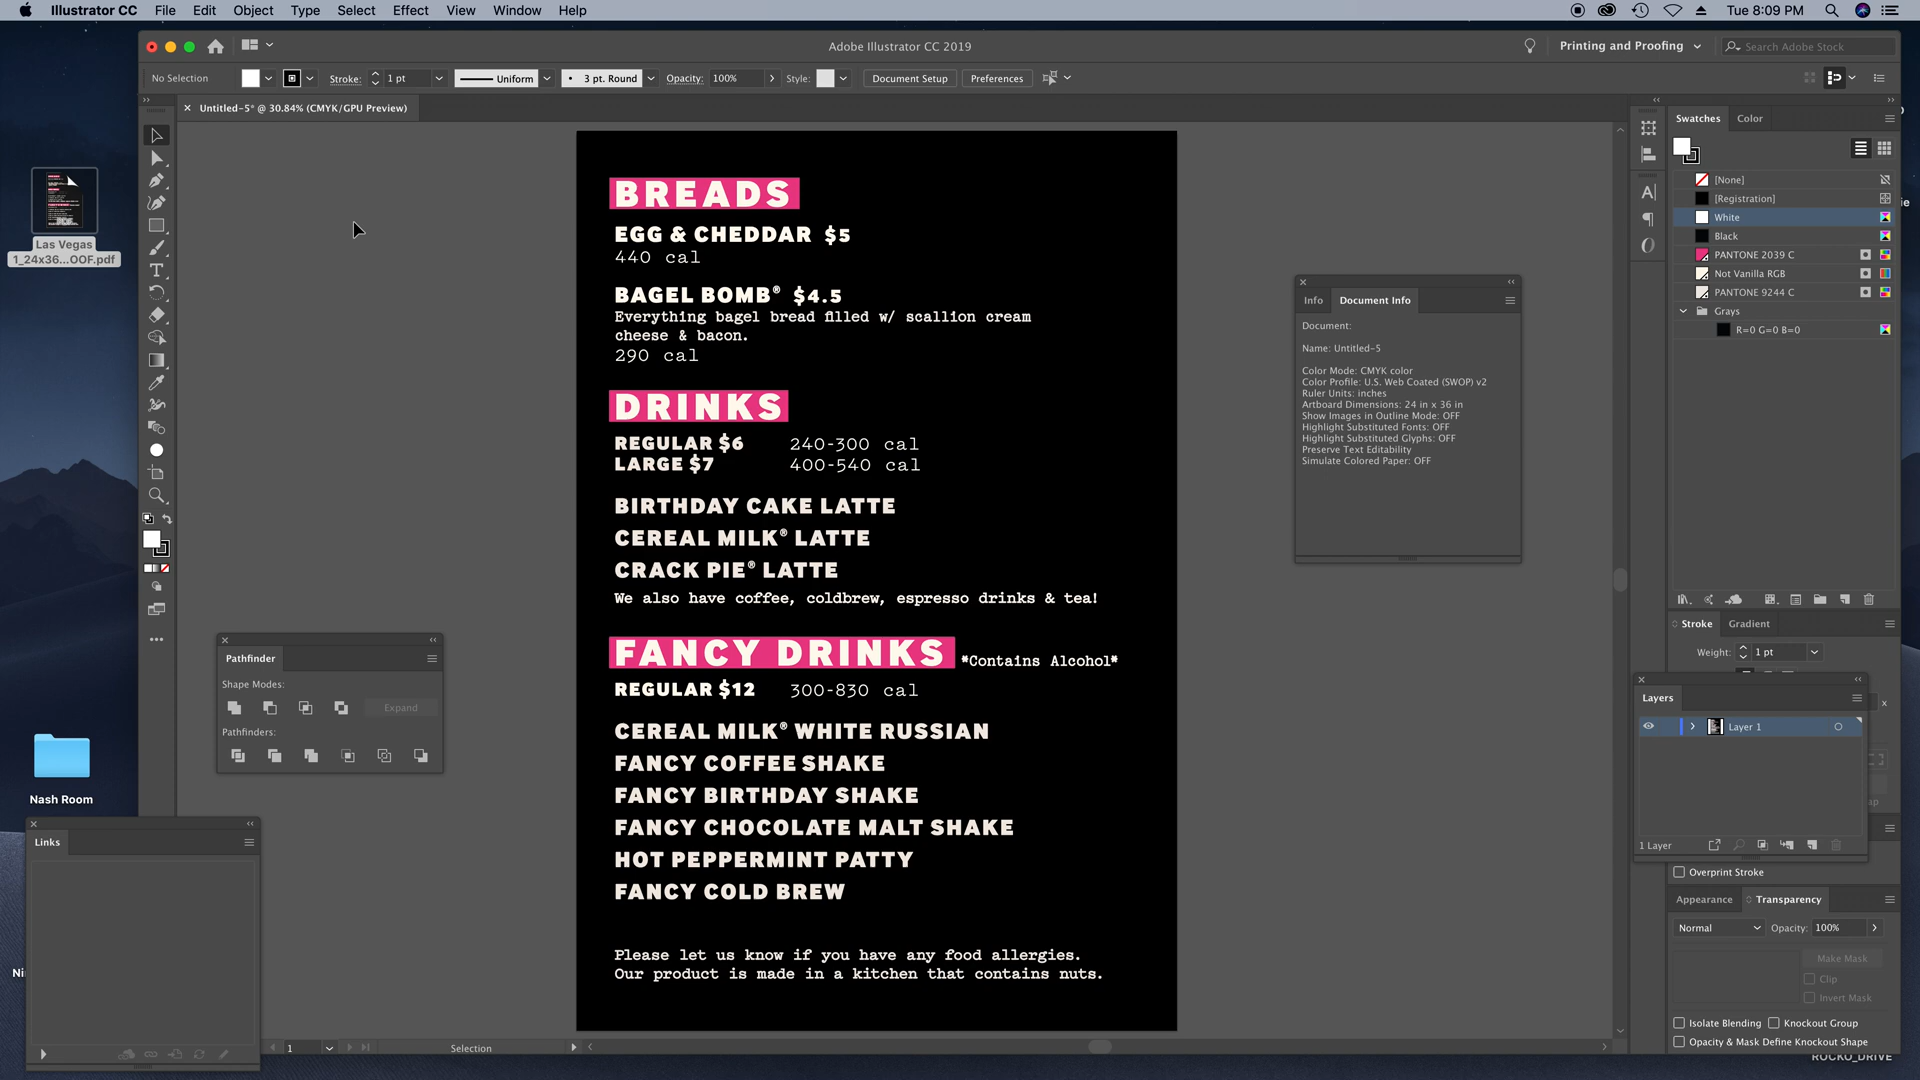 Illustrator CC File Edit Object Type Select Effect View Window Help Tue 8:09 PM
Adobe Illustrator CC 2019
Printing and Proofing
Search Adobe Stock
No Selection Stroke: 1 pt Uniform 3 pt. Round Opacity: 100% Style: Document Setup Preferences
Untitled-5* @ 30.84% (CMYK/GPU Preview)
Las Vegas
1_24x36...OOF.pdf
Nash Room
BREADS
EGG & CHEDDAR $5
440 cal
BAGEL BOMB® $4.5
Everything bagel bread filled w/ scallion cream
cheese & bacon.
290 cal
DRINKS
REGULAR $6 240-300 cal
LARGE $7 400-540 cal
BIRTHDAY CAKE LATTE
CEREAL MILK® LATTE
CRACK PIE® LATTE
We also have coffee, coldbrew, espresso drinks & tea!
FANCY DRINKS *Contains Alcohol*
REGULAR $12 300-830 cal
CEREAL MILK® WHITE RUSSIAN
FANCY COFFEE SHAKE
FANCY BIRTHDAY SHAKE
FANCY CHOCOLATE MALT SHAKE
HOT PEPPERMINT PATTY
FANCY COLD BREW
Please let us know if you have any food allergies.
Our product is made in a kitchen that contains nuts.
Pathfinder
Shape Modes:
Expand
Pathfinders:
Links
1
Selection
Info Document Info
Document:
Name: Untitled-5
Color Mode: CMYK color
Color Profile: U.S. Web Coated (SWOP) v2
Ruler Units: inches
Artboard Dimensions: 24 in x 36 in
Show Images in Outline Mode: OFF
Highlight Substituted Fonts: OFF
Highlight Substituted Glyphs: OFF
Preserve Text Editability
Simulate Colored Paper: OFF
Swatches Color
[None]
[Registration]
White
Black
PANTONE 2039 C
Not Vanilla RGB
PANTONE 9244 C
Grays
R=0 G=0 B=0
Stroke Gradient
Weight: 1 pt
Layers
Layer 1
1 Layer
Overprint Stroke
Appearance Transparency
Normal Opacity: 100%
Make Mask
Clip
Invert Mask
Isolate Blending Knockout Group
Opacity & Mask Define Knockout Shape
ROCKO_DRIVE